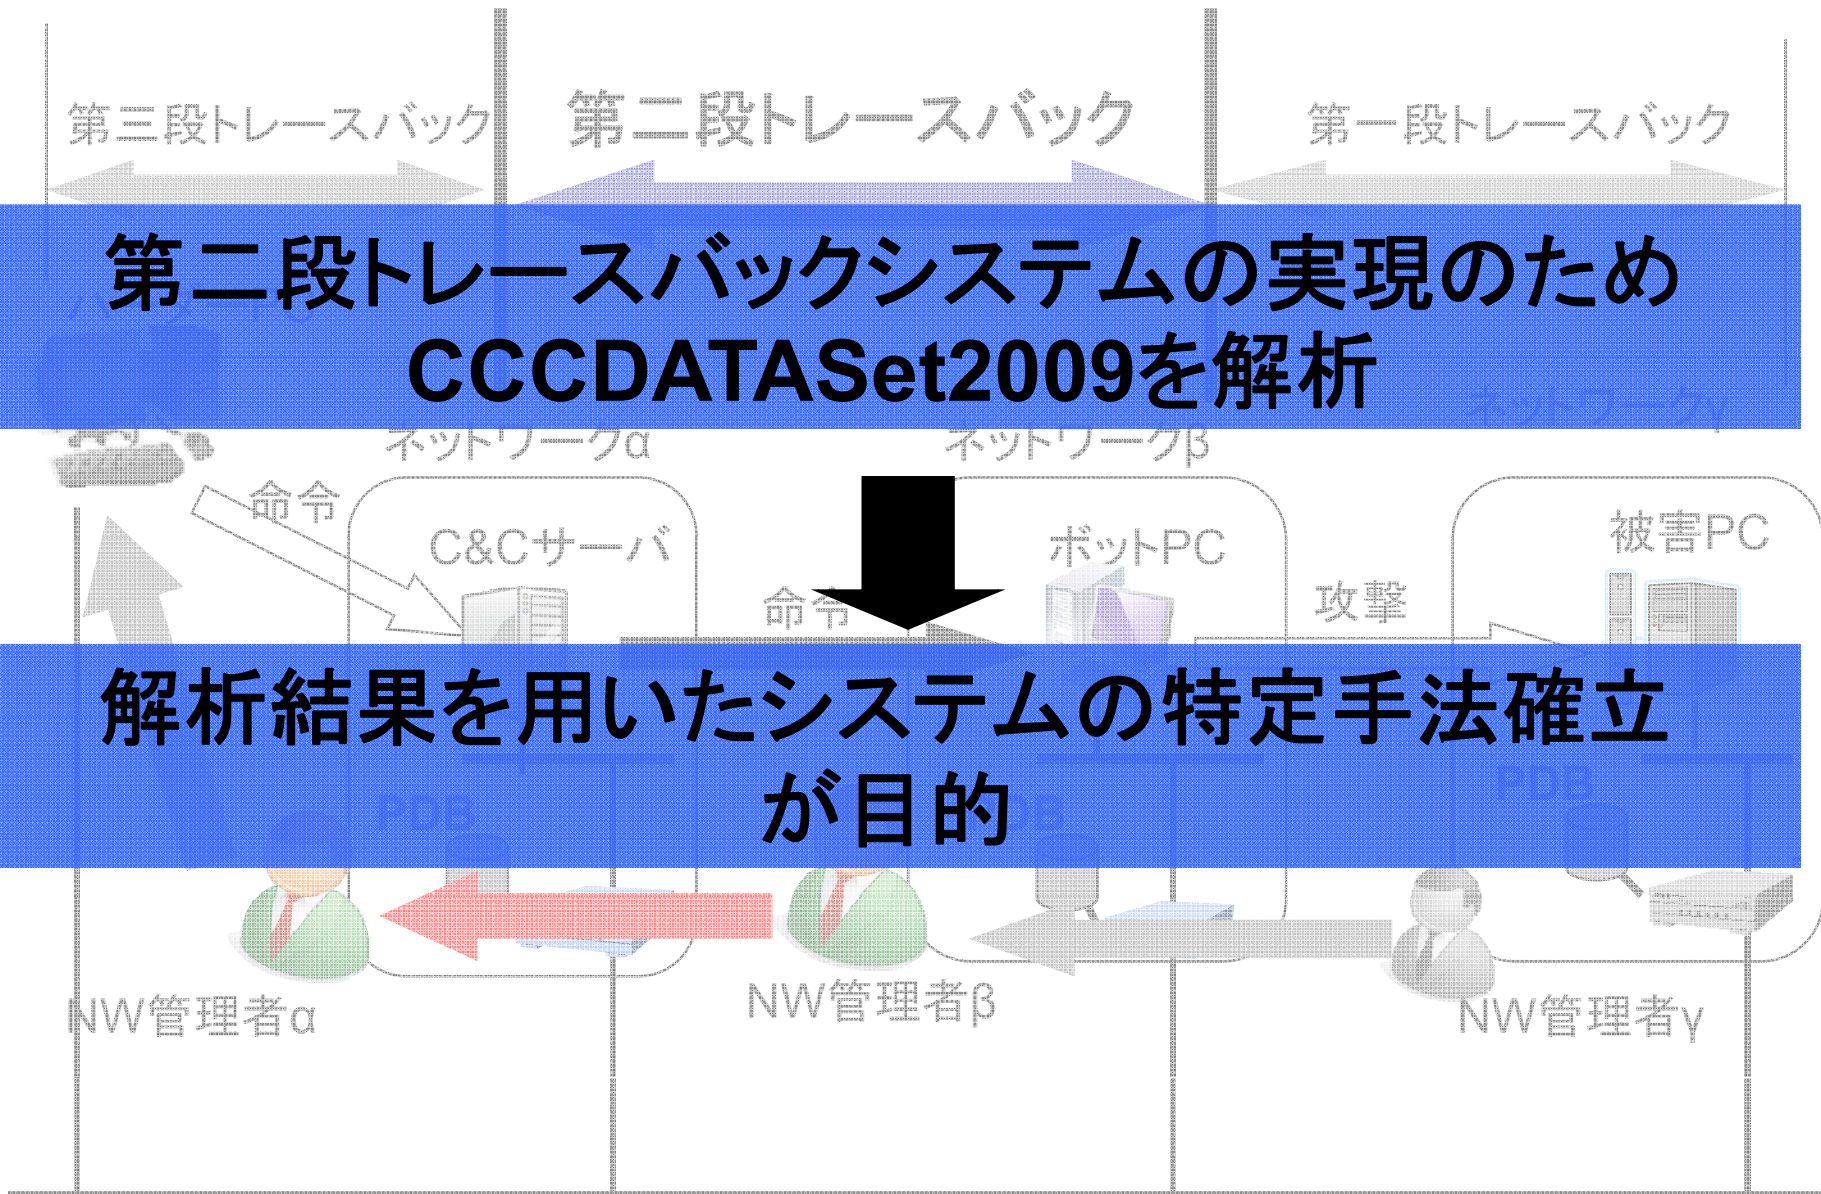 第三段トレースバック
第二段トレースバック
第一段トレースバック
第二段トレースバックシステムの実現のため
CCCDATASet2009を解析
ネットワークα
ネットワークβ
ネットワークγ
命令
C&Cサーバ
命令
ボットPC
攻撃
被害PC
解析結果を用いたシステムの特定手法確立
が目的
PDB
DB
PDB
NW管理者α
NW管理者β
NW管理者γ